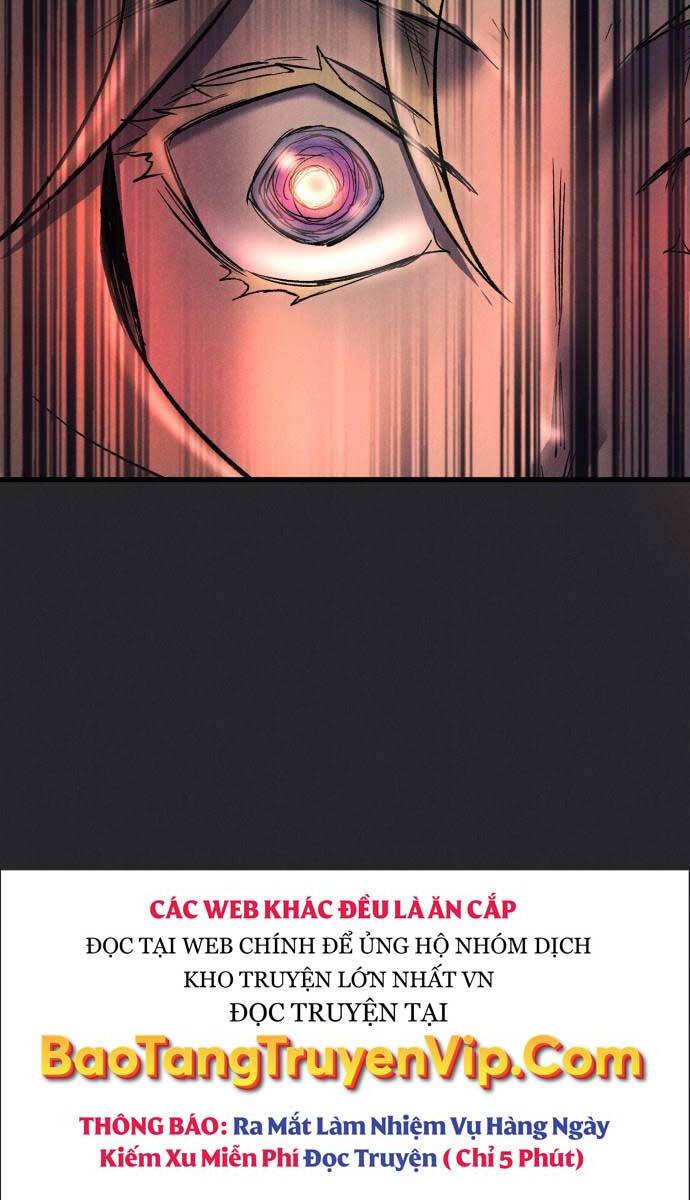 CÁC WEB KHÁC ĐỀU LÀ ĂN CẮP
ĐỌC TẠI WEB CHÍNH ĐỂ ỦNG HỘ NHÓM DỊCH
KHO TRUYỆN LỚN NHẤT VN
ĐỌC TRUYỆN TẠI
BaoTangTruyenVip.Com
THÔNG BÁO: Ra Mắt Làm Nhiệm Vụ Hàng Ngày
Kiếm Xu Miễn Phí Đọc Truyện ( Chỉ 5 Phút)